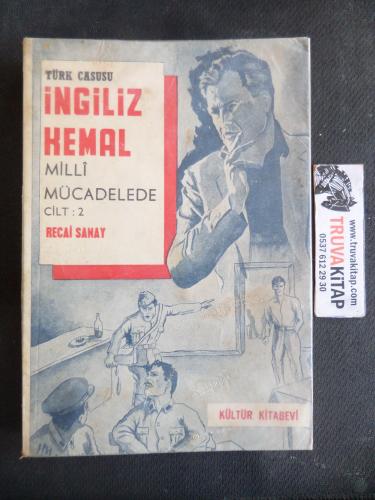 TÜRK CASUSU
İNGİLİZ
KEMAL
MİLLÎ
MÜCADELEDE
CİLT : 2
RECAİ SANAY
KÜLTÜR KİTABEVİ
TRUVAKİTAP
www.truvakitap.com
0537 612 29 30